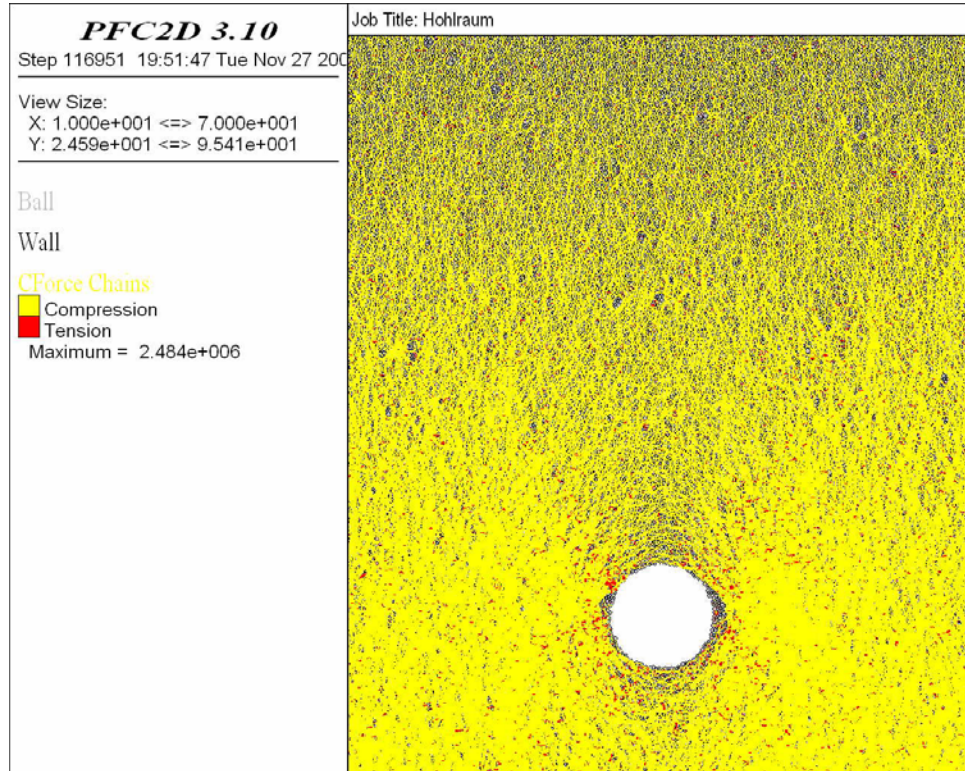 PFC2D 3.10
Step 116951 19:51:47 Tue Nov 27 200
View Size:
X: 1.000e+001 <=> 7.000e+001
Y: 2.459e+001 <=> 9.541e+001
Ball
Wall
CForce Chains
Compression
Tension
Maximum = 2.484e+006
Job Title: Hohlraum